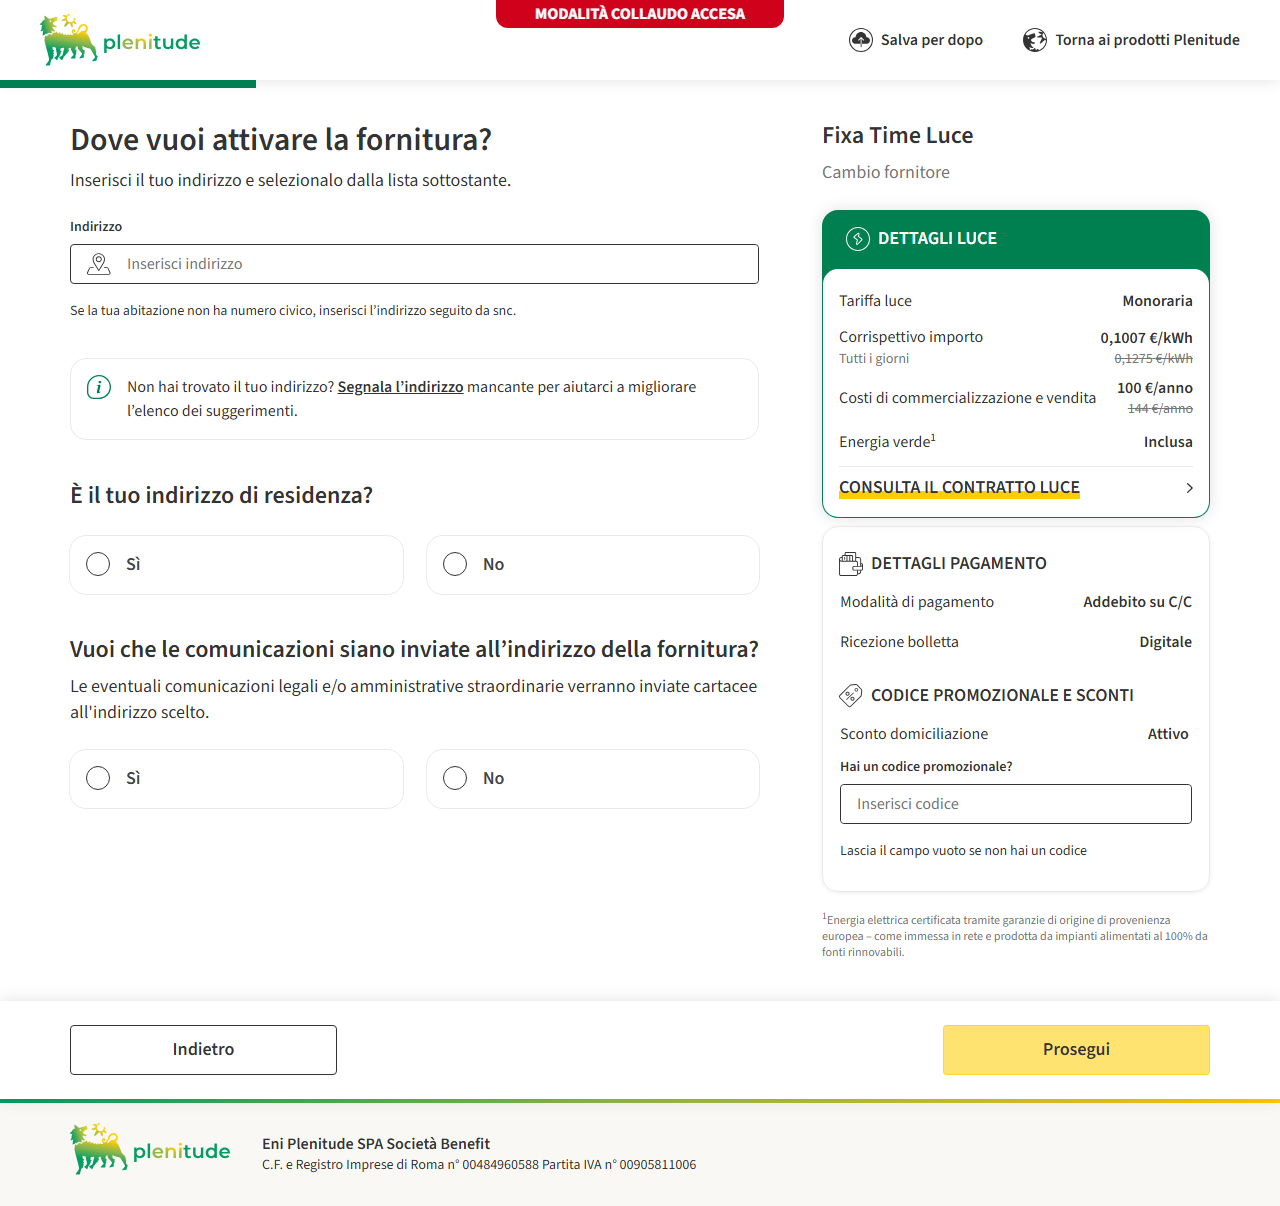 MODALITÀ COLLAUDO ACCESA
plenitude
Salva per dopo
Torna ai prodotti Plenitude
Dove vuoi attivare la fornitura?
Inserisci il tuo indirizzo e selezionalo dalla lista sottostante.
Indirizzo
Inserisci indirizzo
Se la tua abitazione non ha numero civico, inserisci l’indirizzo seguito da snc.
Non hai trovato il tuo indirizzo? Segnala l’indirizzo mancante per aiutarci a migliorare
l’elenco dei suggerimenti.
È il tuo indirizzo di residenza?
Sì
No
Vuoi che le comunicazioni siano inviate all’indirizzo della fornitura?
Le eventuali comunicazioni legali e/o amministrative straordinarie verranno inviate cartacee
all'indirizzo scelto.
Sì
No
Fixa Time Luce
Cambio fornitore
DETTAGLI LUCE
Tariffa luce
Monoraria
Corrispettivo importo
0,1007 €/kWh
Tutti i giorni
0,1275 €/kWh
Costi di commercializzazione e vendita
100 €/anno
144 €/anno
Energia verde¹
Inclusa
CONSULTA IL CONTRATTO LUCE
DETTAGLI PAGAMENTO
Modalità di pagamento
Addebito su C/C
Ricezione bolletta
Digitale
CODICE PROMOZIONALE E SCONTI
Sconto domiciliazione
Attivo
Hai un codice promozionale?
Inserisci codice
Lascia il campo vuoto se non hai un codice
¹Energia elettrica certificata tramite garanzie di origine di provenienza
europea – come immessa in rete e prodotta da impianti alimentati al 100% da
fonti rinnovabili.
Indietro
Prosegui
plenitude
Eni Plenitude SPA Società Benefit
C.F. e Registro Imprese di Roma n° 00484960588 Partita IVA n° 00905811006